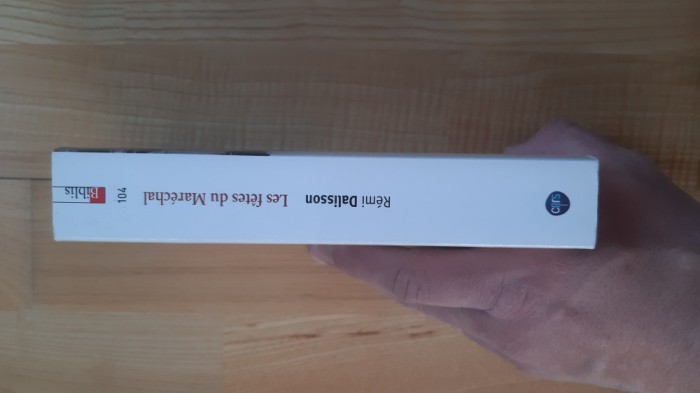 Rémi Dalisson
Les fêtes du Maréchal
104
Biblis
cnrs